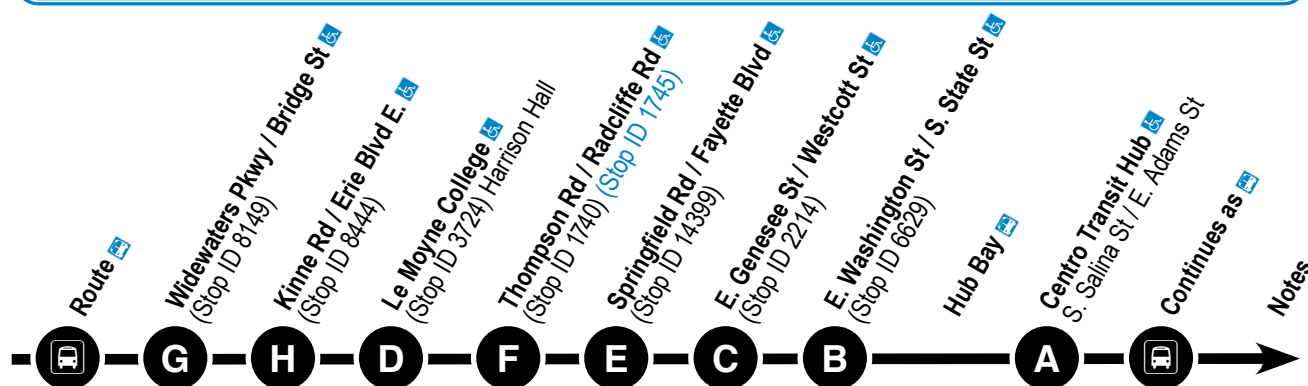 Route
Widewaters Pkwy / Bridge St
(Stop ID 8149)
Kinne Rd / Erie Blvd E.
(Stop ID 8444)
Le Moyne College
(Stop ID 3724) Harrison Hall
Thompson Rd / Radcliffe Rd
(Stop ID 1740) (Stop ID 1745)
Springfield Rd / Fayette Blvd
(Stop ID 14399)
E. Genesee St / Westcott St
(Stop ID 2214)
E. Washington St / S. State St
(Stop ID 6629)
Hub Bay
Centro Transit Hub
S. Salina St / E. Adams St
Continues as
Notes
G H D F E C B A